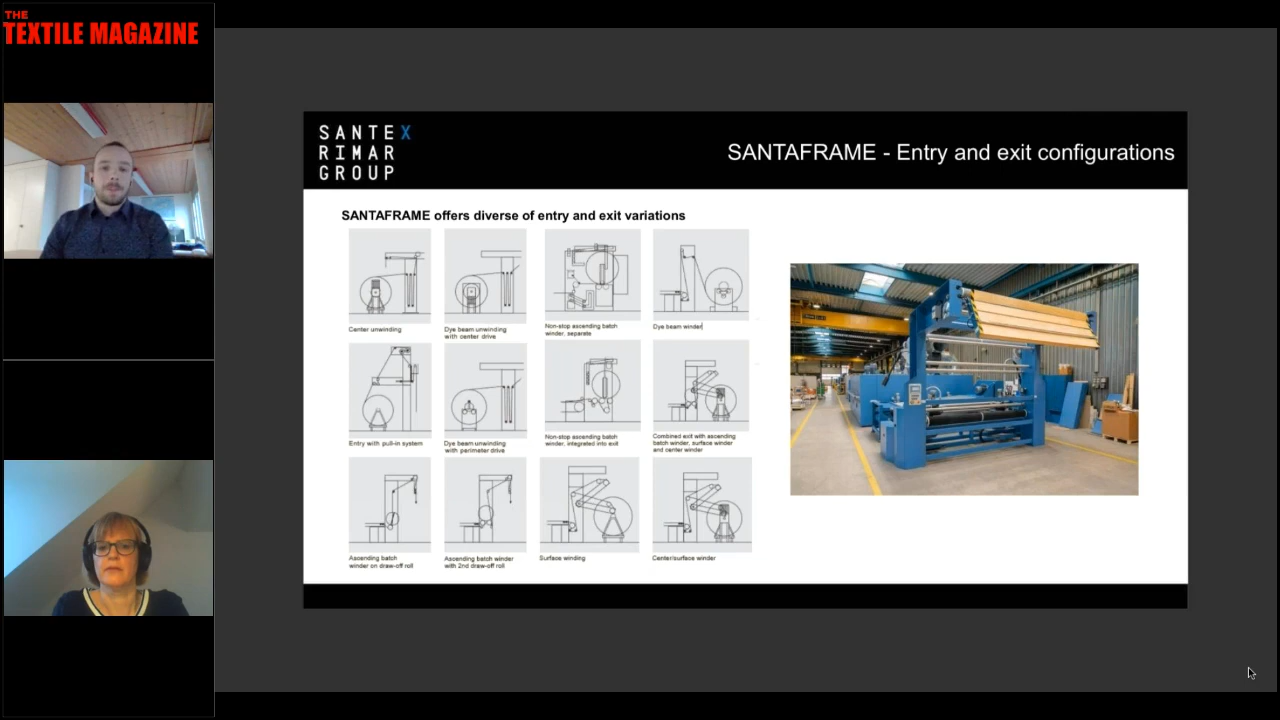 THE
TEXTILE MAGAZINE
SANTEX
RIMAR
GROUP
SANTAFRAME - Entry and exit configurations
SANTAFRAME offers diverse of entry and exit variations
Center unwinding
Dye beam unwinding
with center drive
Non-stop ascending batch
winder, separate
Dye beam winder
Entry with pull-in system
Dye beam unwinding
with perimeter drive
Non-stop ascending batch
winder, integrated into exit
Combined exit with ascending
batch winder, surface winder
and center winder
Ascending batch
winder on draw-off roll
Ascending batch winder
with 2nd draw-off roll
Surface winding
Center/surface winder